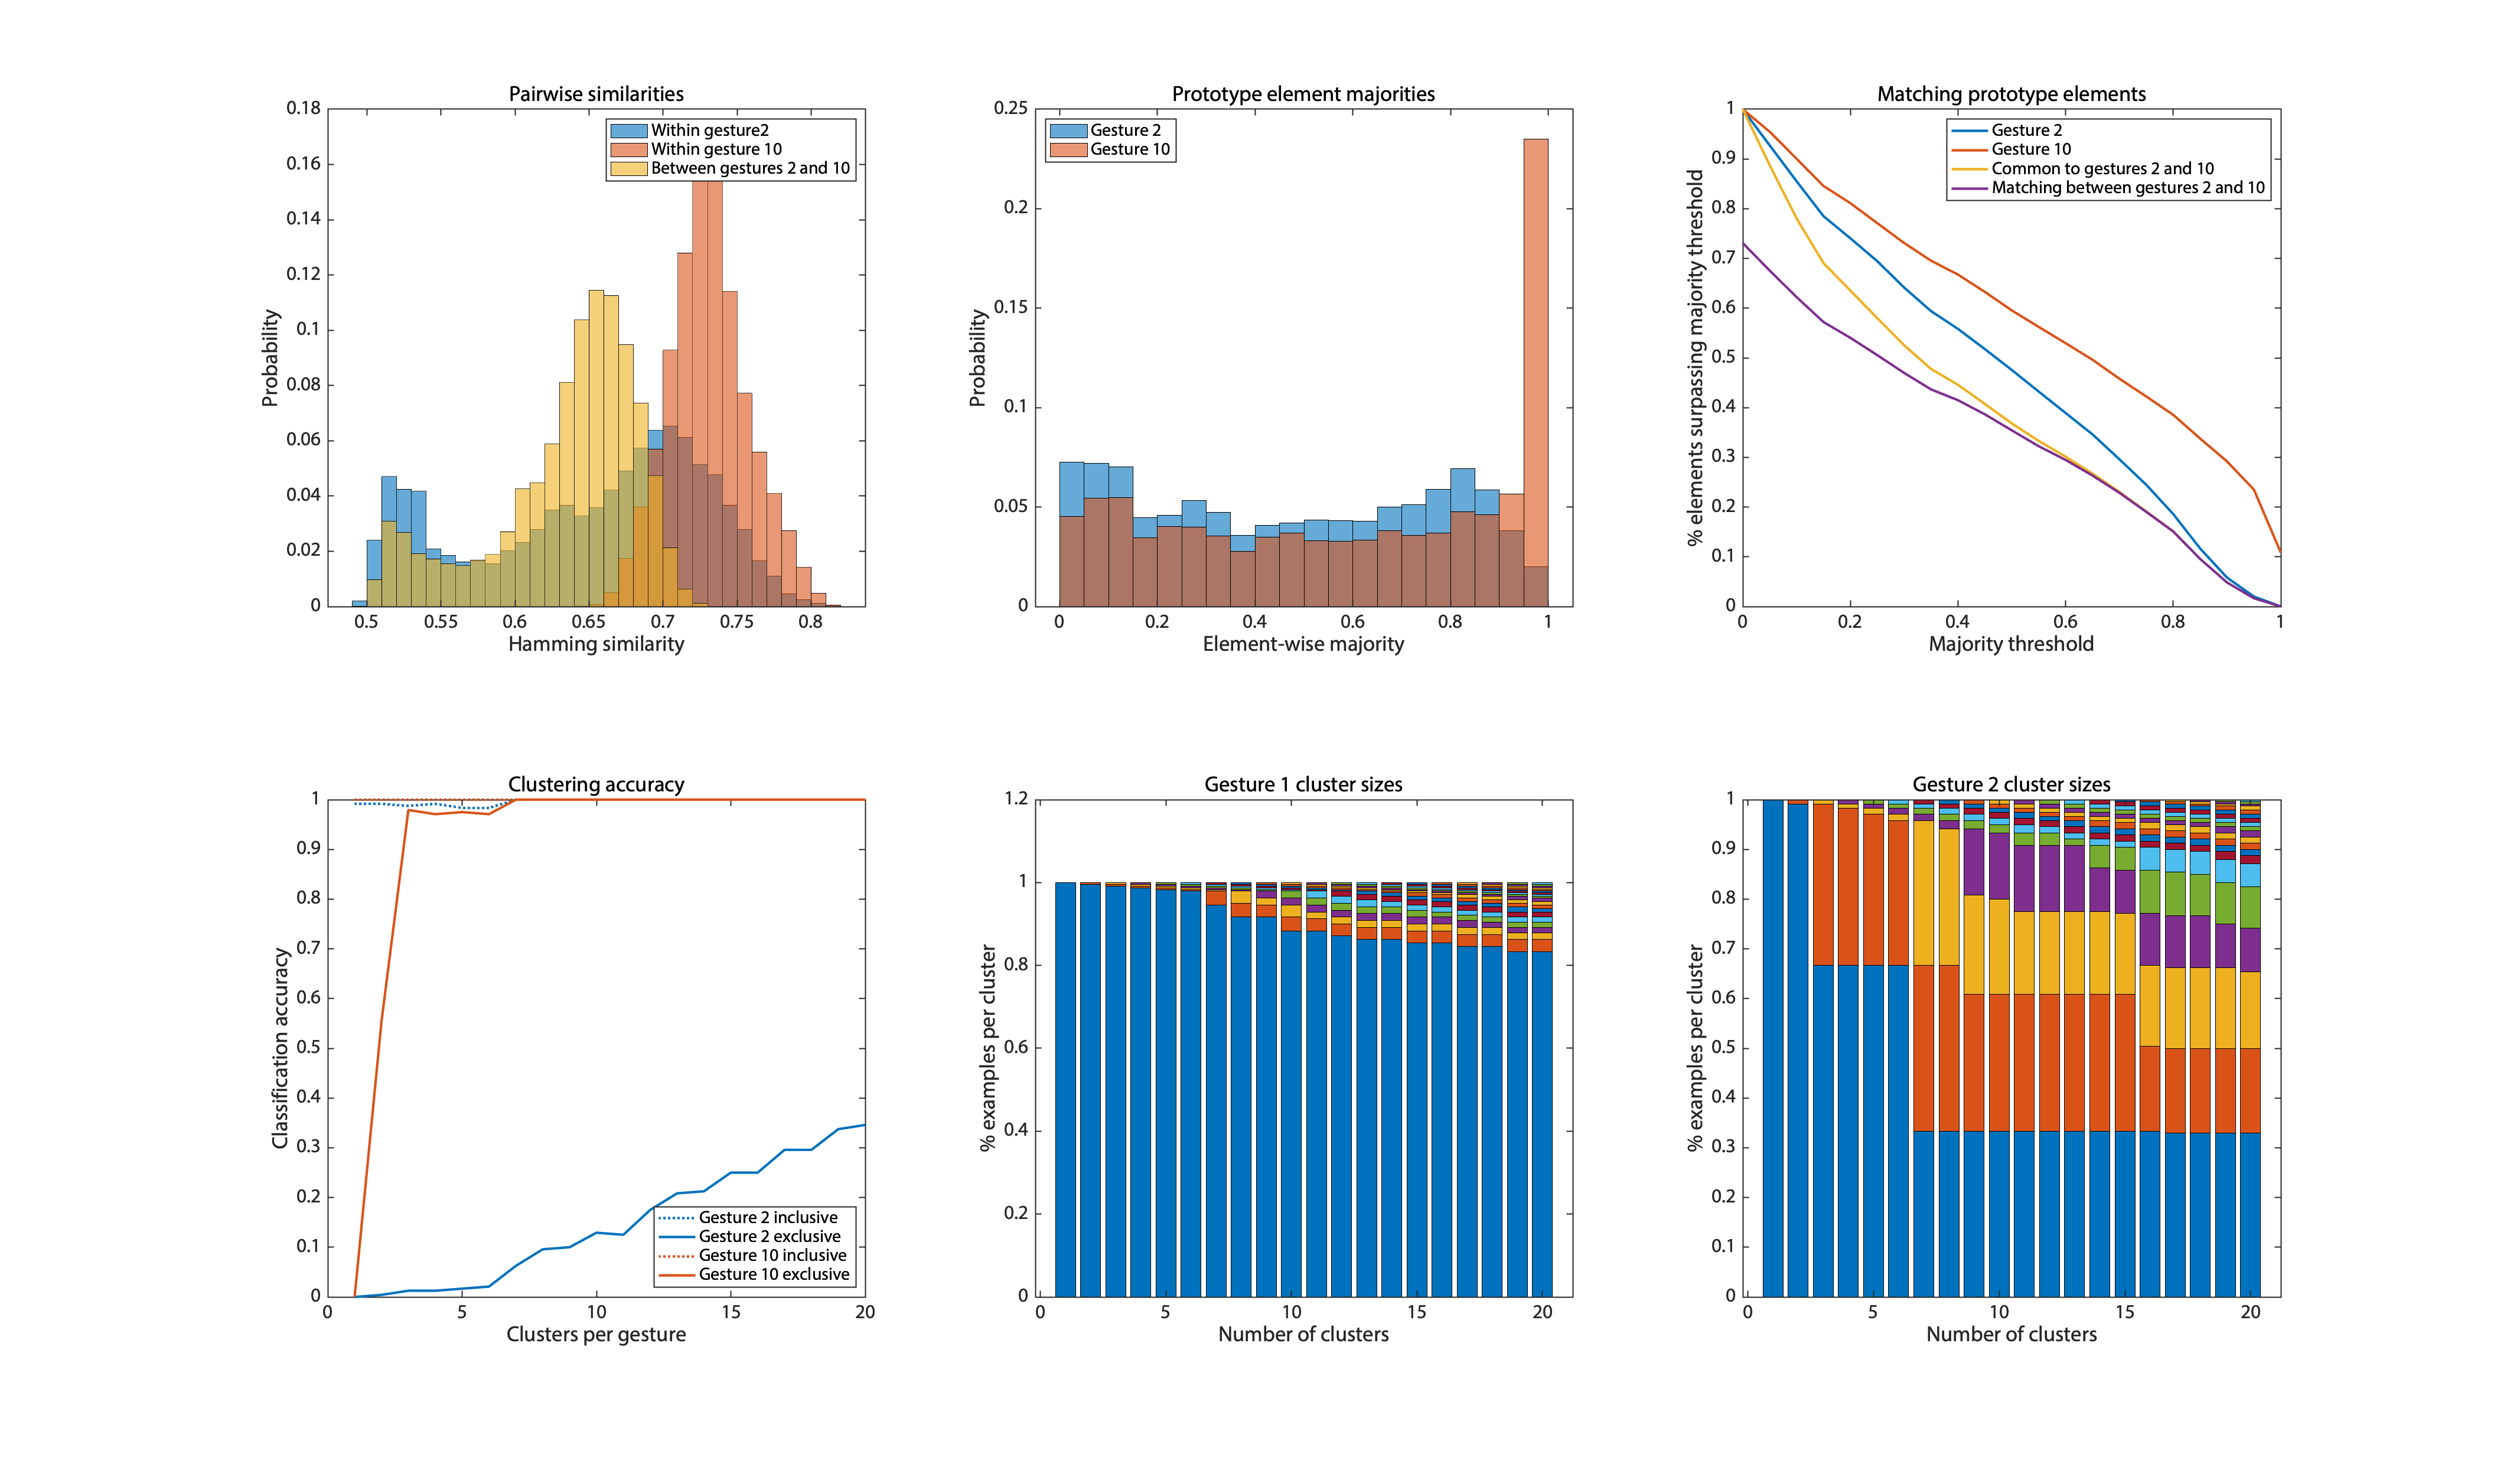 Pairwise similarities
0.18
0.16
0.14
0.12
0.1
0.08
0.06
0.04
0.02
0
Probability
Within gesture2
Within gesture 10
Between gestures 2 and 10
0.5 0.55 0.6 0.65 0.7 0.75 0.8
Hamming similarity
Prototype element majorities
0.25
0.2
0.15
0.1
0.05
0
Probability
Gesture 2
Gesture 10
0 0.2 0.4 0.6 0.8 1
Element-wise majority
Matching prototype elements
1
0.9
0.8
0.7
0.6
0.5
0.4
0.3
0.2
0.1
0
% elements surpassing majority threshold
Gesture 2
Gesture 10
Common to gestures 2 and 10
Matching between gestures 2 and 10
0 0.2 0.4 0.6 0.8 1
Majority threshold
Clustering accuracy
1
0.9
0.8
0.7
0.6
0.5
0.4
0.3
0.2
0.1
0
Classification accuracy
Gesture 2 inclusive
Gesture 2 exclusive
Gesture 10 inclusive
Gesture 10 exclusive
0 5 10 15 20
Clusters per gesture
Gesture 1 cluster sizes
1.2
1
0.8
0.6
0.4
0.2
0
% examples per cluster
0 5 10 15 20
Number of clusters
Gesture 2 cluster sizes
1
0.9
0.8
0.7
0.6
0.5
0.4
0.3
0.2
0.1
0
% examples per cluster
0 5 10 15 20
Number of clusters